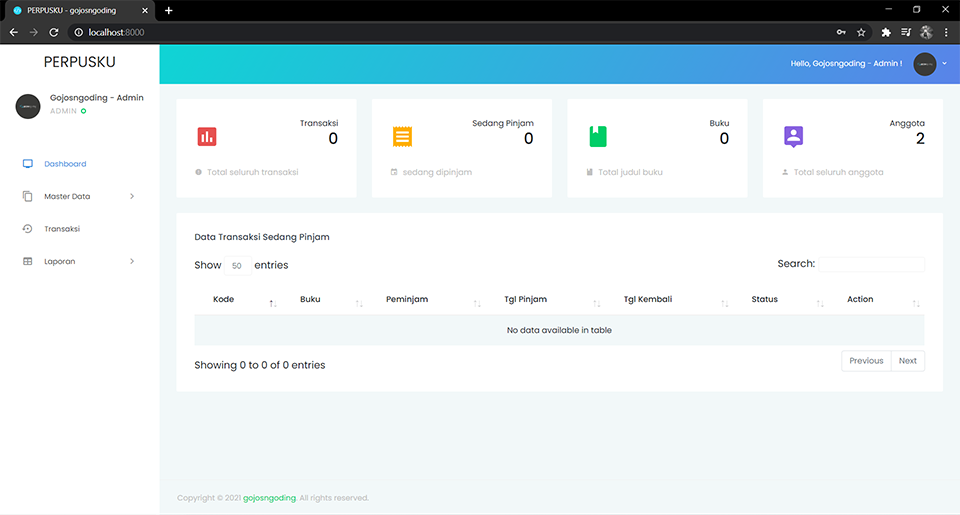 PERPUSKU - gojosngoding
localhost:8000
PERPUSKU
Hello, Gojosngoding - Admin !
Gojosngoding - Admin
ADMIN
Dashboard
Master Data
Transaksi
Laporan
Transaksi
0
Total seluruh transaksi
Sedang Pinjam
0
sedang dipinjam
Buku
0
Total judul buku
Anggota
2
Total seluruh anggota
Data Transaksi Sedang Pinjam
Show 50 entries
Search:
Kode Buku Peminjam Tgl Pinjam Tgl Kembali Status Action
No data available in table
Showing 0 to 0 of 0 entries
Previous Next
Copyright © 2021 gojosngoding. All rights reserved.